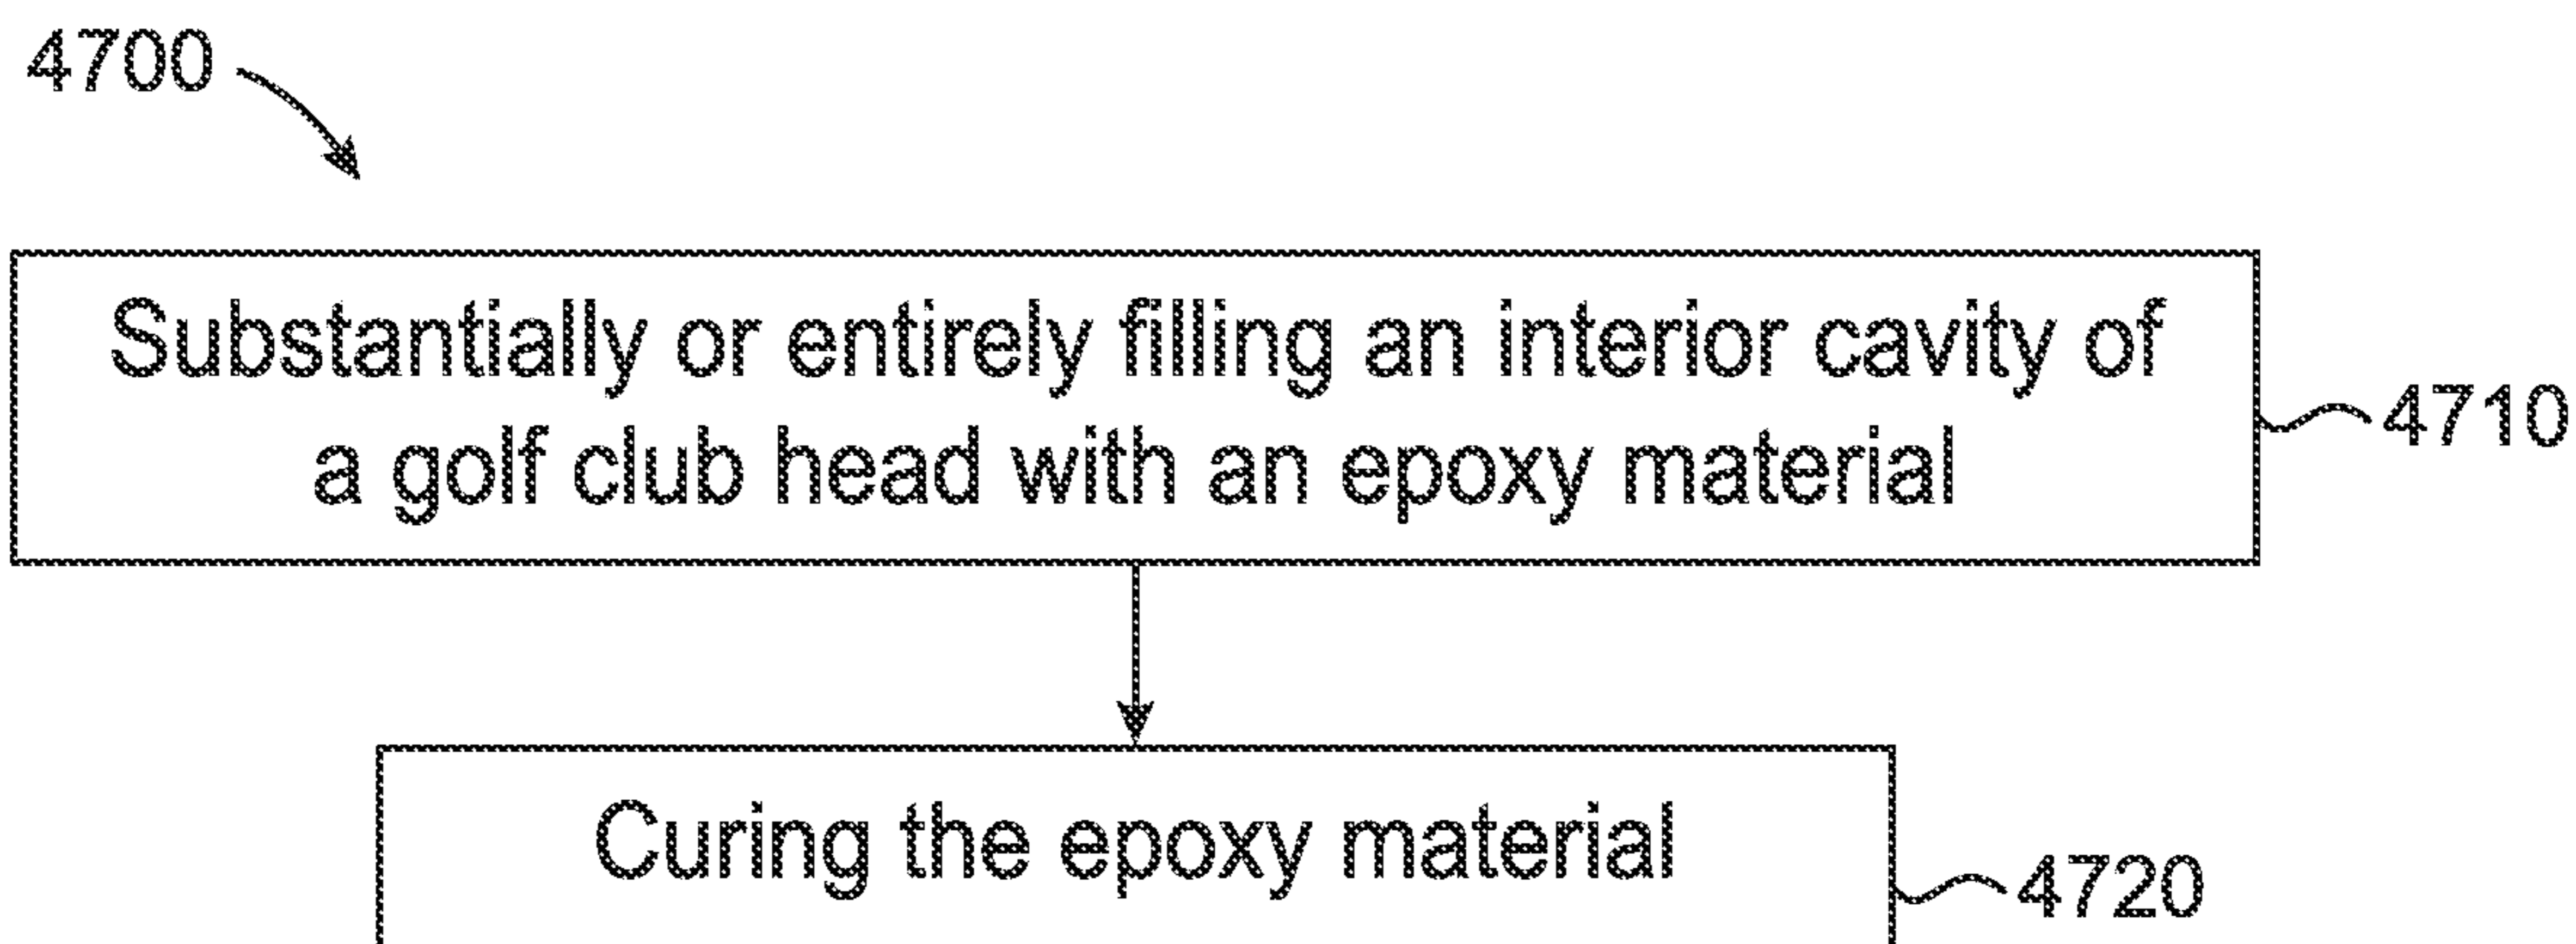 4700
Substantially or entirely filling an interior cavity of
a golf club head with an epoxy material
4710
Curing the epoxy material
4720